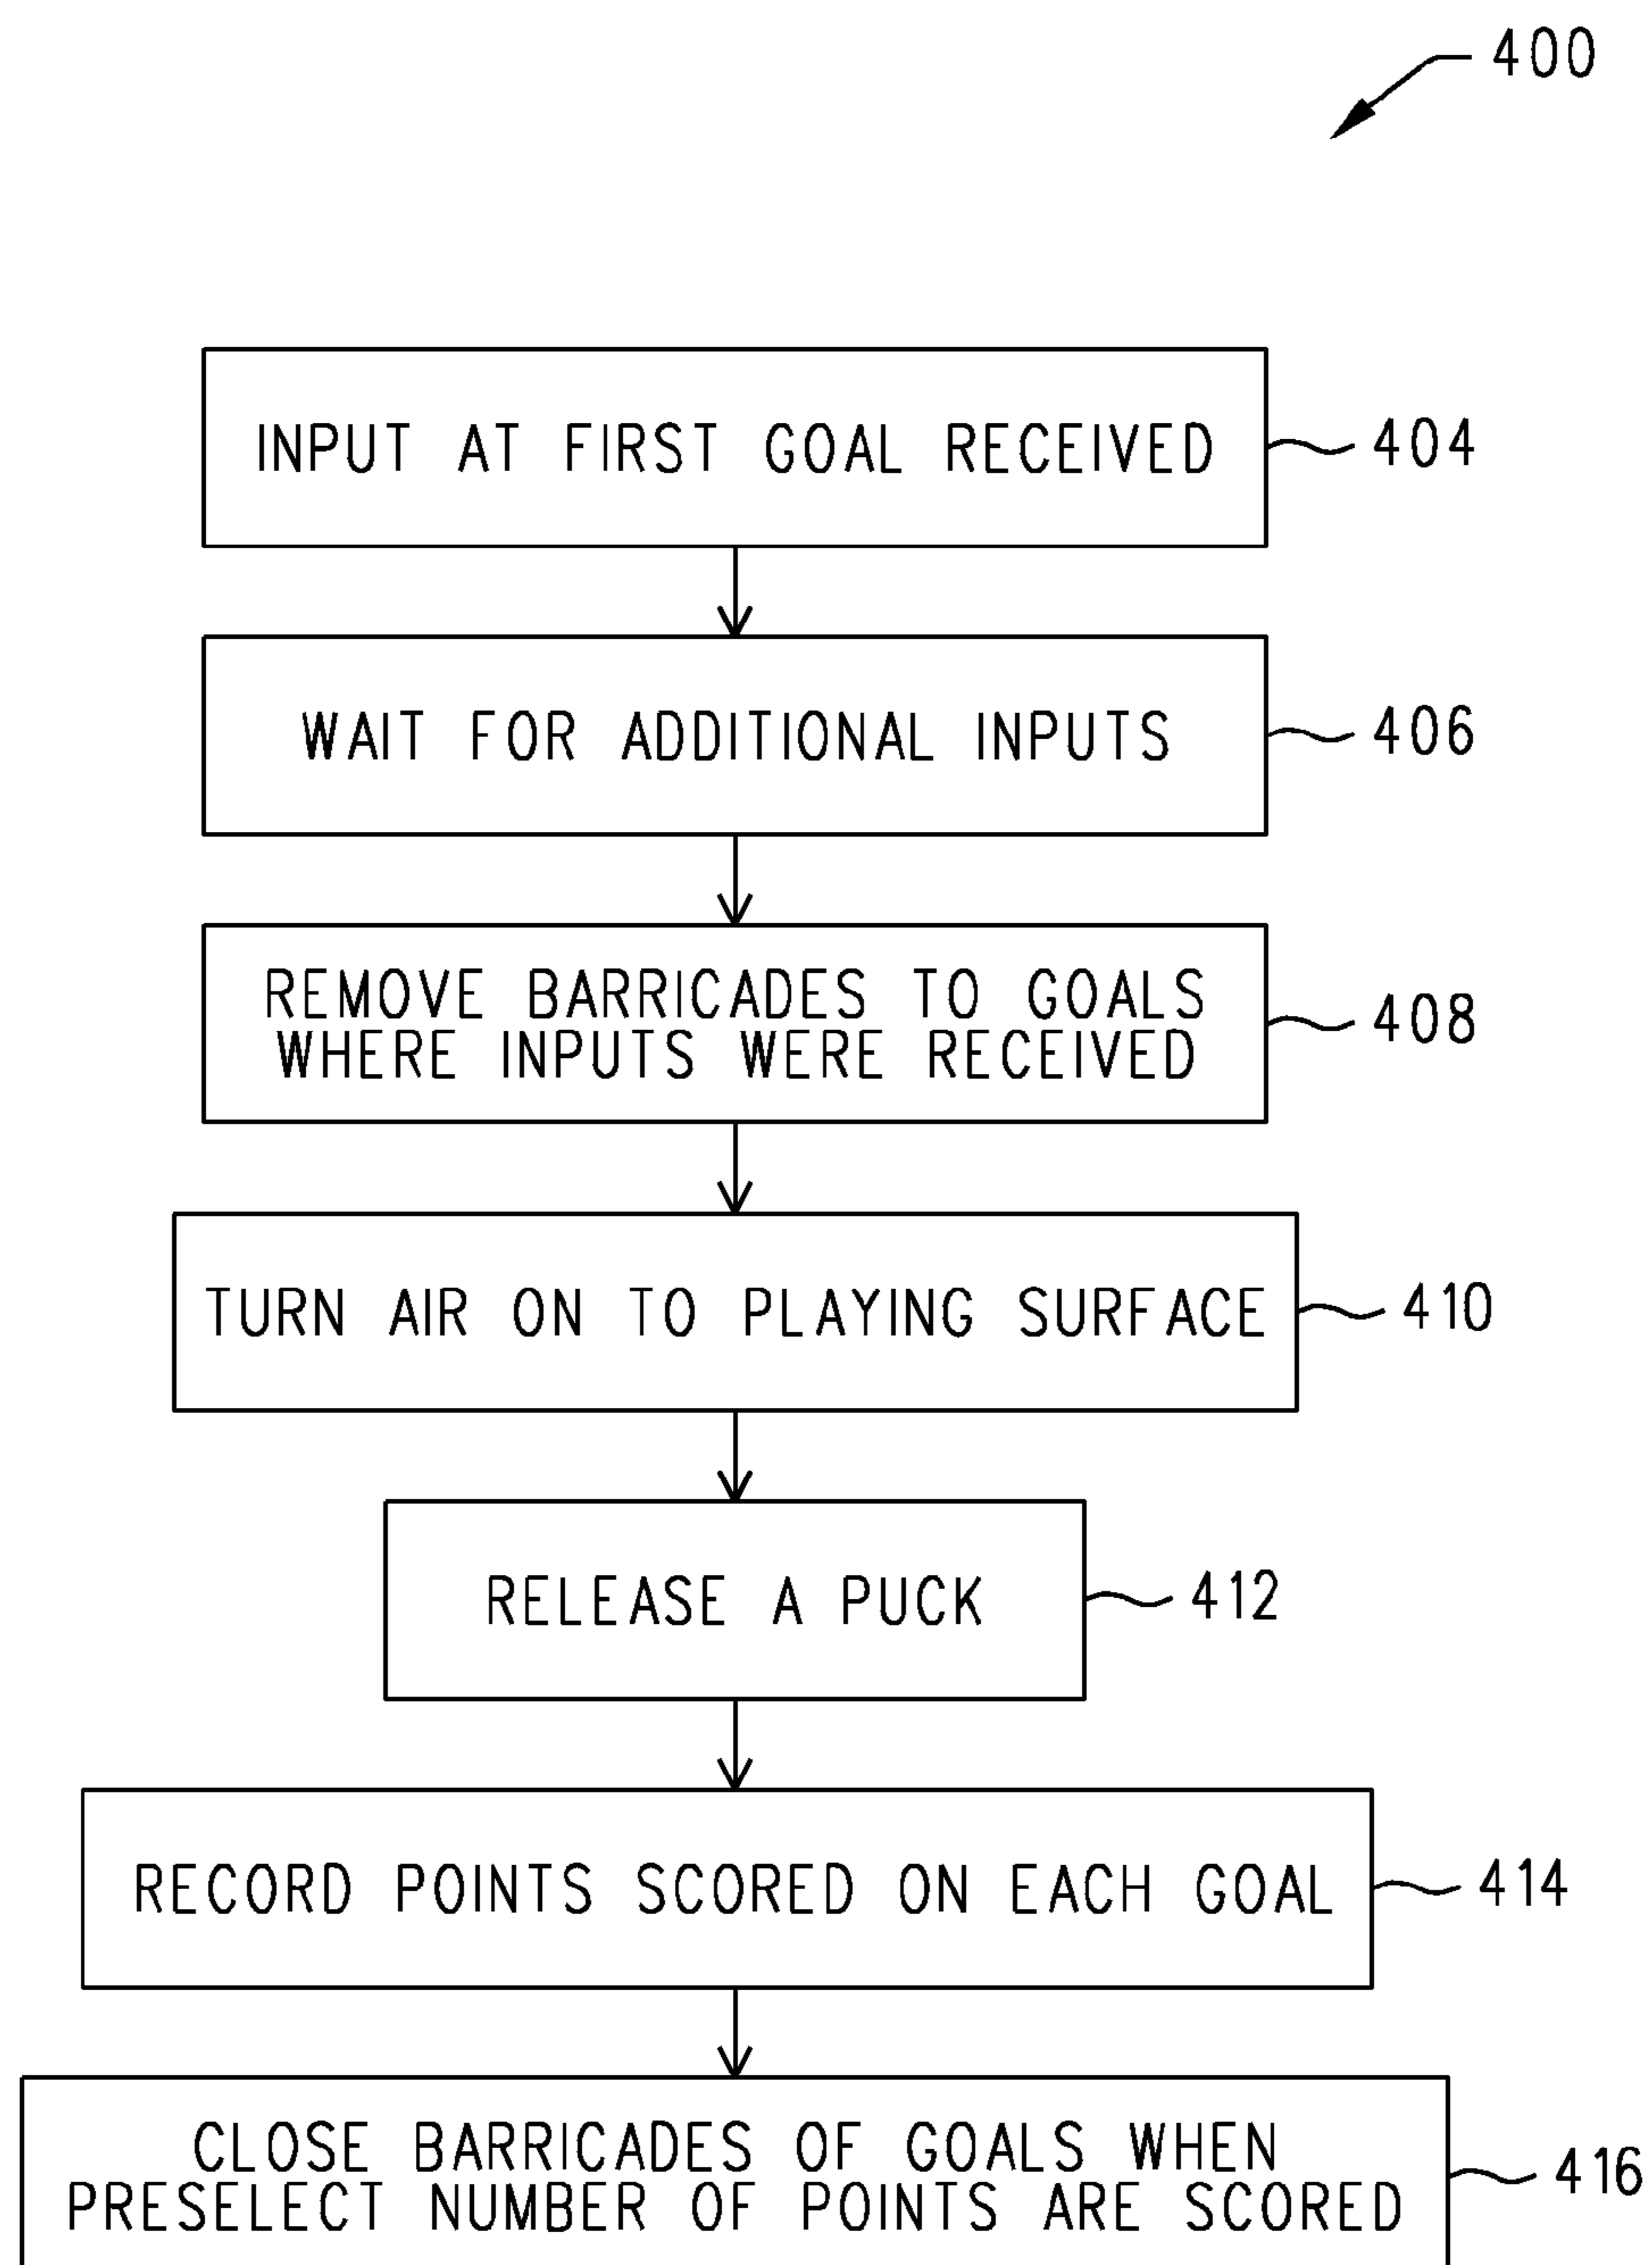 400
INPUT AT FIRST GOAL RECEIVED
404
WAIT FOR ADDITIONAL INPUTS
406
REMOVE BARRICADES TO GOALS
WHERE INPUTS WERE RECEIVED
408
TURN AIR ON TO PLAYING SURFACE
410
RELEASE A PUCK
412
RECORD POINTS SCORED ON EACH GOAL
414
CLOSE BARRICADES OF GOALS WHEN
PRESELECT NUMBER OF POINTS ARE SCORED
416